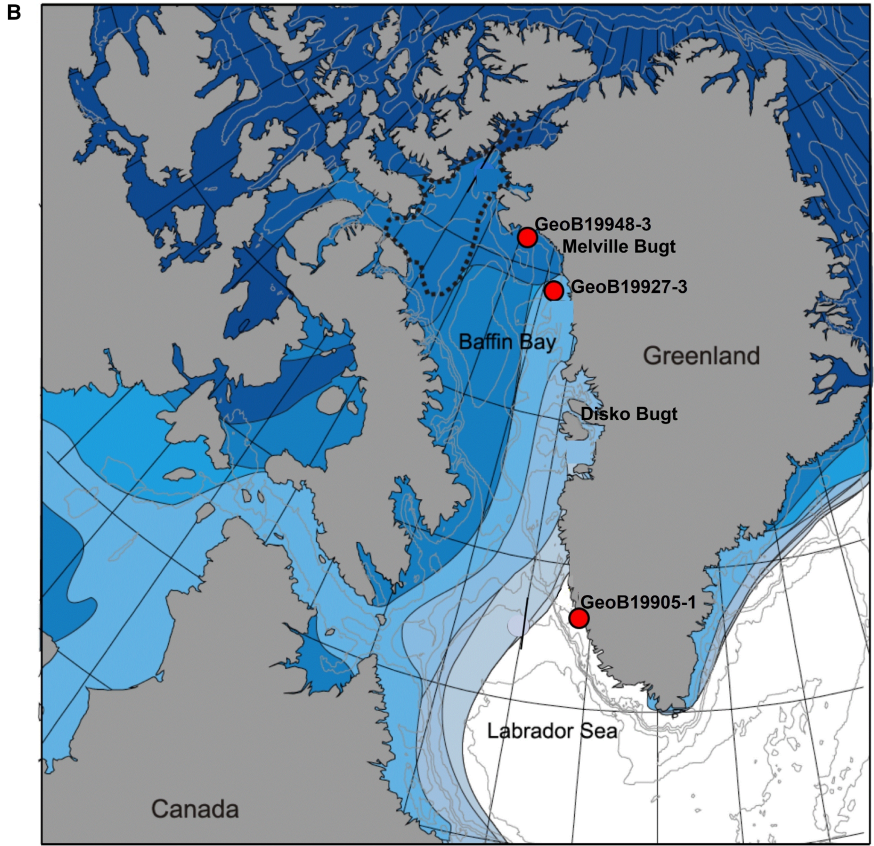 B
GeoB19948-3
Melville Bugt
GeoB19927-3
Baffin Bay
Greenland
Disko Bugt
GeoB19905-1
Labrador Sea
Canada